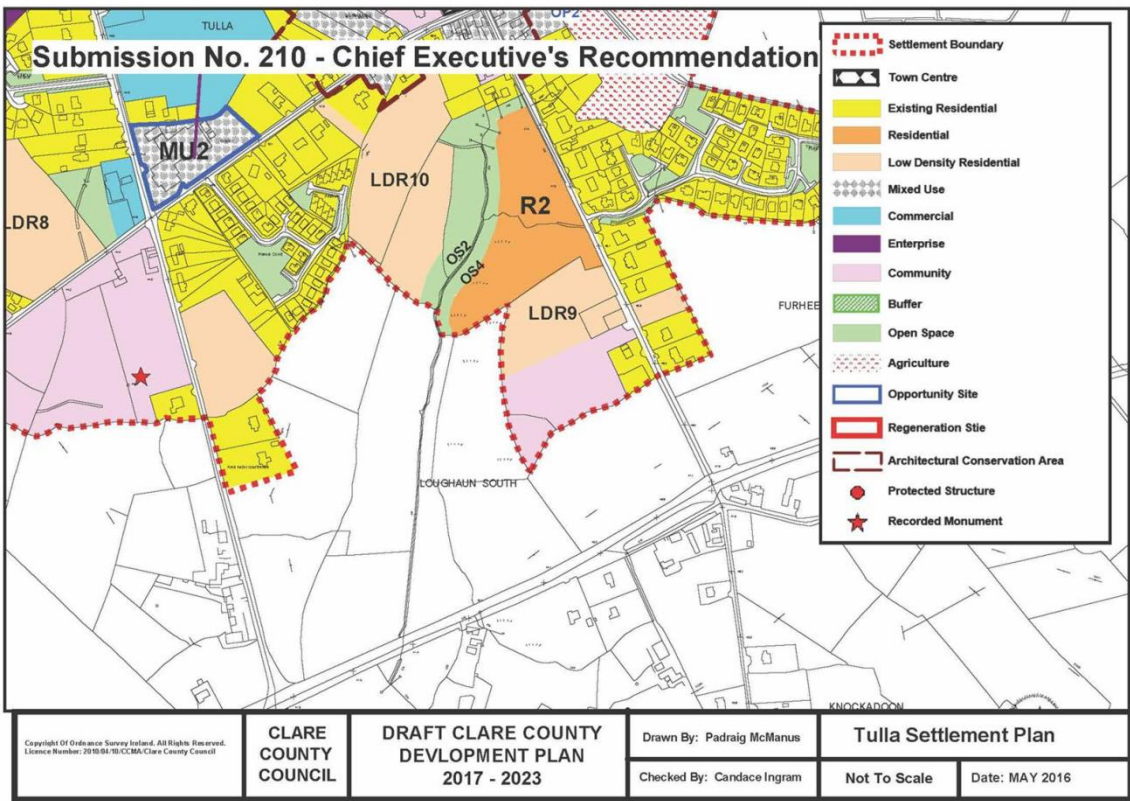 TULLA
OP2
Submission No. 210 - Chief Executive's Recommendation
MU2
LDR10
LDR8
R2
OS2
OS4
LDR9
FURHEE
LOUGHAUN SOUTH
KNOCKADOON
Settlement Boundary
Town Centre
Existing Residential
Residential
Low Density Residential
Mixed Use
Commercial
Enterprise
Community
Buffer
Open Space
Agriculture
Opportunity Site
Regeneration Stie
Architectural Conservation Area
Protected Structure
Recorded Monument
Copyright Of Ordnance Survey Ireland. All Rights Reserved.
Licence Number: 2010/04/10/CCMA/Clare County Council
CLARE
COUNTY
COUNCIL
DRAFT CLARE COUNTY
DEVLOPMENT PLAN
2017 - 2023
Drawn By: Padraig McManus
Checked By: Candace Ingram
Tulla Settlement Plan
Not To Scale
Date: MAY 2016